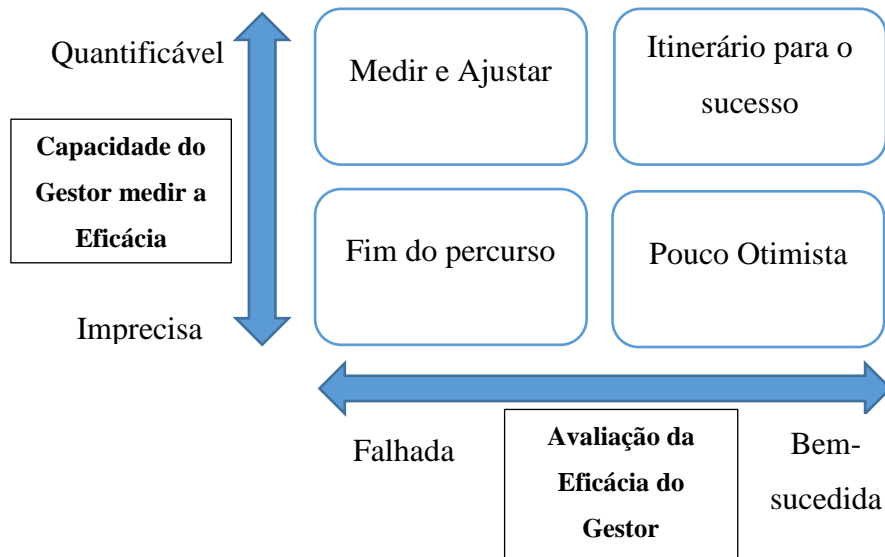 Quantificável
Medir e Ajustar
Itinerário para o
sucesso
Capacidade do
Gestor medir a
Eficácia
Fim do percurso
Pouco Otimista
Imprecisa
Falhada
Avaliação da
Eficácia do
Gestor
Bem-
sucedida